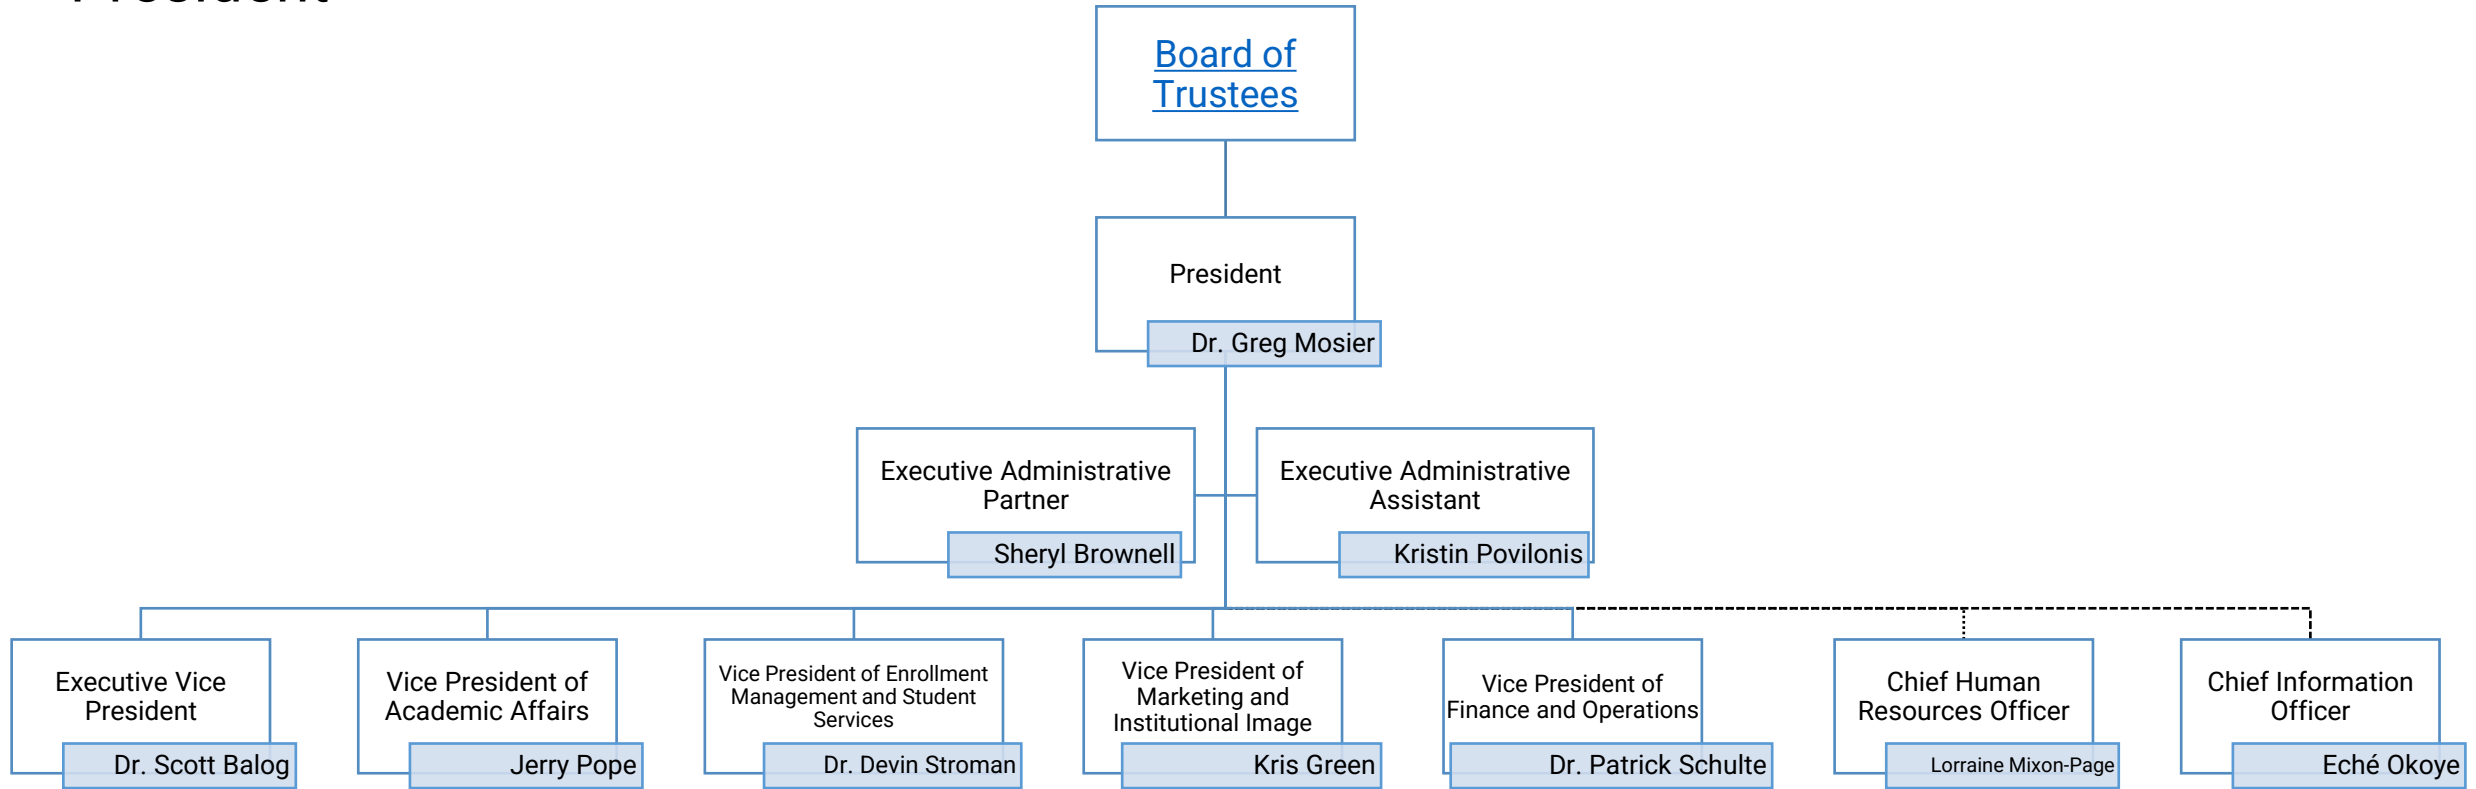 President
Board of
Trustees
President
Dr. Greg Mosier
Executive Administrative
Partner
Sheryl Brownell
Executive Administrative
Assistant
Kristin Povilonis
Executive Vice
President
Dr. Scott Balog
Vice President of
Academic Affairs
Jerry Pope
Vice President of Enrollment
Management and Student
Services
Dr. Devin Stroman
Vice President of
Marketing and
Institutional Image
Kris Green
Vice President of
Finance and Operations
Dr. Patrick Schulte
Chief Human
Resources Officer
Lorraine Mixon-Page
Chief Information
Officer
Eché Okoye